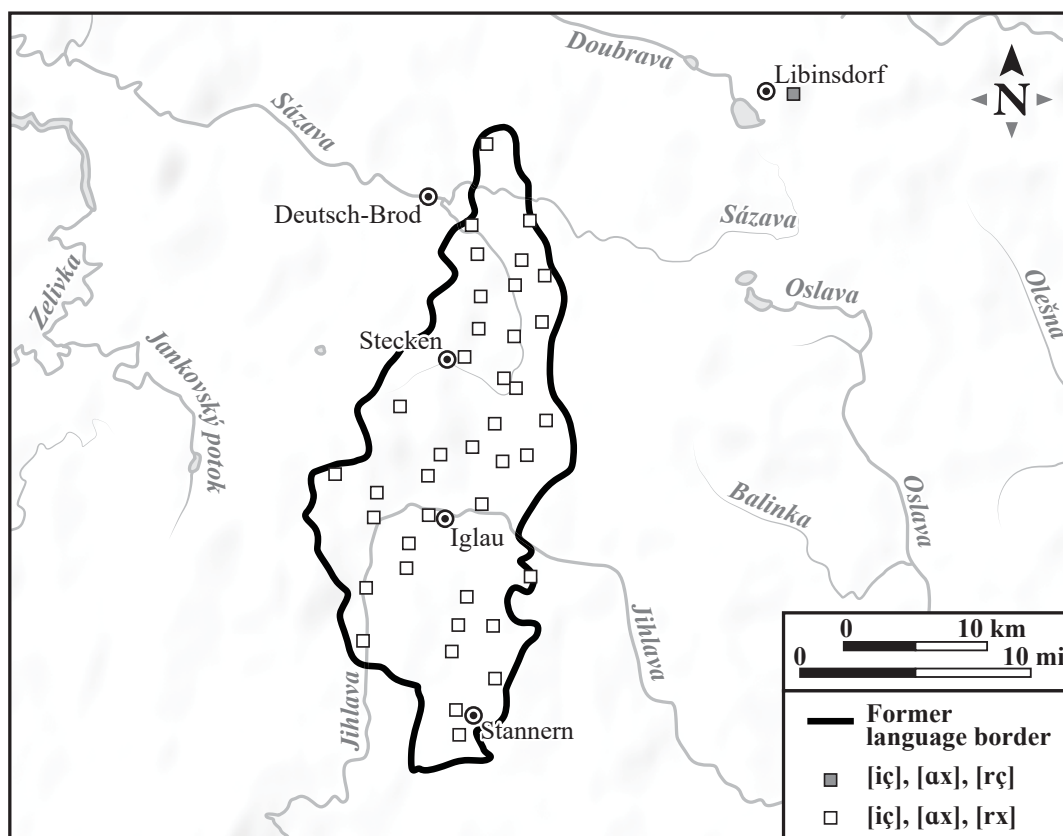 Doubrava
Libinsdorf
N
Sázava
Deutsch-Brod
Sázava
Zelivka
Oslava
Olešna
Stecken
Jankovský potok
Oslava
Balinka
Iglau
Jihlava
Jihlava
Stannern
0 10 km
0 10 mi
Former
language border
[iç], [ɑx], [rç]
[iç], [ɑx], [rx]